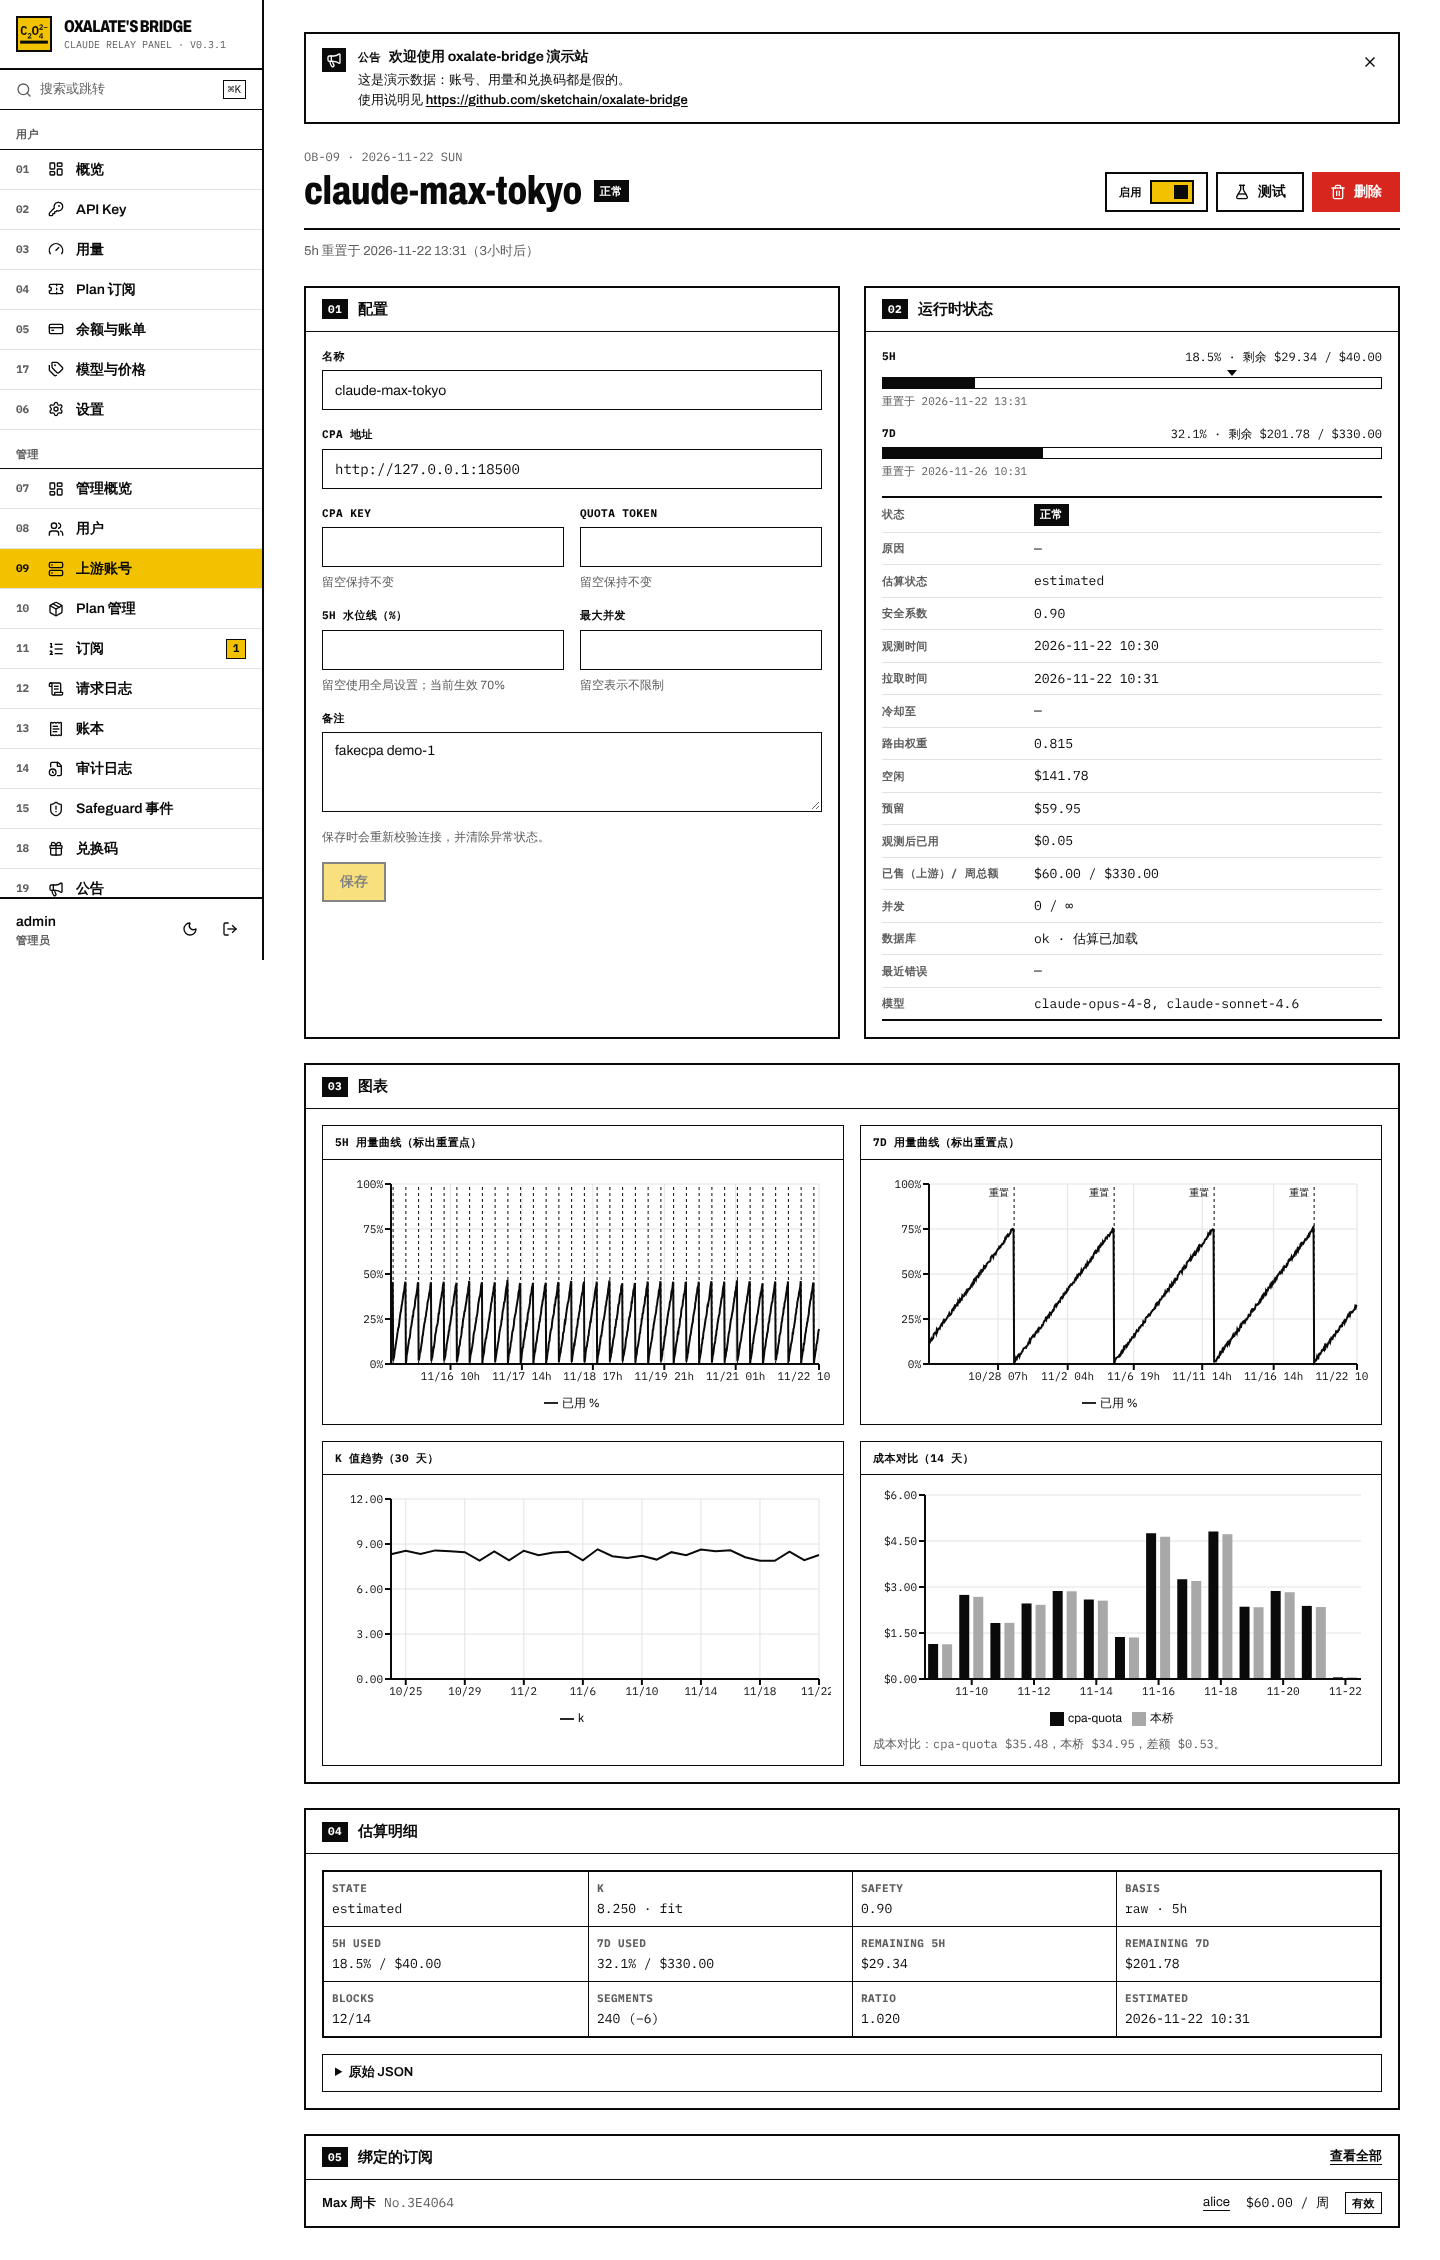 C₂O₄²⁻
OXALATE'S BRIDGE
CLAUDE RELAY PANEL · V0.3.1
搜索或跳转 ⌘K
用户
01 概览
02 API Key
03 用量
04 Plan 订阅
05 余额与账单
17 模型与价格
06 设置
管理
07 管理概览
08 用户
09 上游账号
10 Plan 管理
11 订阅 1
12 请求日志
13 账本
14 审计日志
15 Safeguard 事件
18 兑换码
19 公告
admin
管理员
公告 欢迎使用 oxalate-bridge 演示站
这是演示数据：账号、用量和兑换码都是假的。
使用说明见 https://github.com/sketchain/oxalate-bridge
OB-09 · 2026-11-22 SUN
claude-max-tokyo 正常
启用 测试 删除
5h 重置于 2026-11-22 13:31（3小时后）
01 配置
名称
claude-max-tokyo
CPA 地址
http://127.0.0.1:18500
CPA KEY QUOTA TOKEN
留空保持不变 留空保持不变
5H 水位线（%） 最大并发
留空使用全局设置；当前生效 70% 留空表示不限制
备注
fakecpa demo-1
保存时会重新校验连接，并清除异常状态。
保存
02 运行时状态
5H 18.5% · 剩余 $29.34 / $40.00
重置于 2026-11-22 13:31
7D 32.1% · 剩余 $201.78 / $330.00
重置于 2026-11-26 10:31
状态 正常
原因 —
估算状态 estimated
安全系数 0.90
观测时间 2026-11-22 10:30
拉取时间 2026-11-22 10:31
冷却至 —
路由权重 0.815
空闲 $141.78
预留 $59.95
观测后已用 $0.05
已售（上游）/ 周总额 $60.00 / $330.00
并发 0 / ∞
数据库 ok · 估算已加载
最近错误 —
模型 claude-opus-4-8, claude-sonnet-4.6
03 图表
5H 用量曲线（标出重置点）
100%
75%
50%
25%
0%
11/16 10h 11/17 14h 11/18 17h 11/19 21h 11/21 01h 11/22 10
已用 %
7D 用量曲线（标出重置点）
重置 重置 重置 重置
100%
75%
50%
25%
0%
10/28 07h 11/2 04h 11/6 19h 11/11 14h 11/16 14h 11/22 10
已用 %
K 值趋势（30 天）
12.00
9.00
6.00
3.00
0.00
10/25 10/29 11/2 11/6 11/10 11/14 11/18 11/22
k
成本对比（14 天）
$6.00
$4.50
$3.00
$1.50
$0.00
11-10 11-12 11-14 11-16 11-18 11-20 11-22
cpa-quota 本桥
成本对比：cpa-quota $35.48，本桥 $34.95，差额 $0.53。
04 估算明细
STATE K SAFETY BASIS
estimated 8.250 · fit 0.90 raw · 5h
5H USED 7D USED REMAINING 5H REMAINING 7D
18.5% / $40.00 32.1% / $330.00 $29.34 $201.78
BLOCKS SEGMENTS RATIO ESTIMATED
12/14 240 (−6) 1.020 2026-11-22 10:31
▶ 原始 JSON
05 绑定的订阅 查看全部
Max 周卡 No.3E4064 alice $60.00 / 周 有效